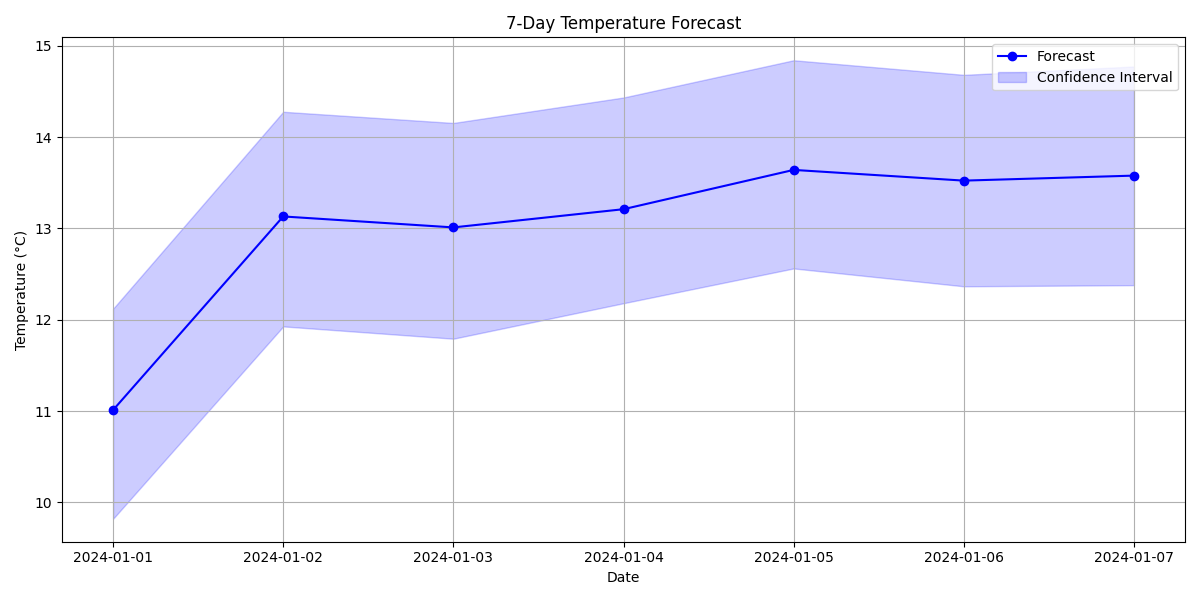 7-Day Temperature Forecast
Forecast
Confidence Interval
Temperature (°C)
15
14
13
12
11
10
2024-01-01
2024-01-02
2024-01-03
2024-01-04
2024-01-05
2024-01-06
2024-01-07
Date